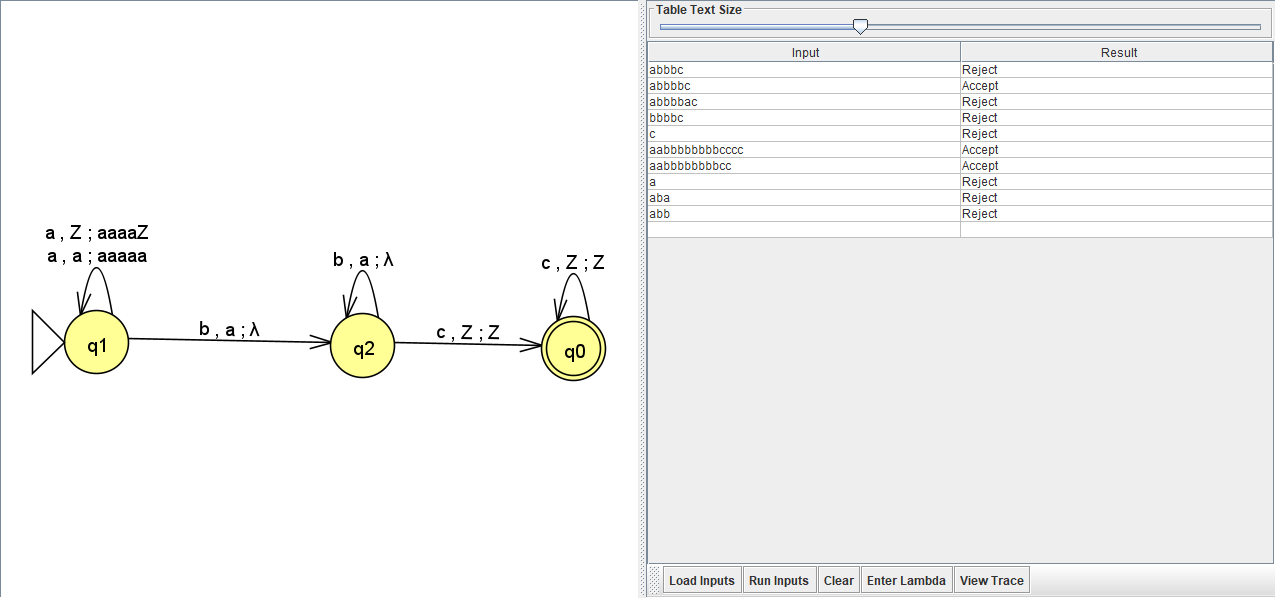 a , Z ; aaaaZ
a , a ; aaaaa
b , a ; λ
c , Z ; Z
b , a ; λ
c , Z ; Z
q1
q2
q0
Table Text Size
Input Result
abbbc Reject
abbbbc Accept
abbbbac Reject
bbbbc Reject
c Reject
aabbbbbbbbcccc Accept
aabbbbbbbbcc Accept
a Reject
aba Reject
abb Reject
Load Inputs Run Inputs Clear Enter Lambda View Trace